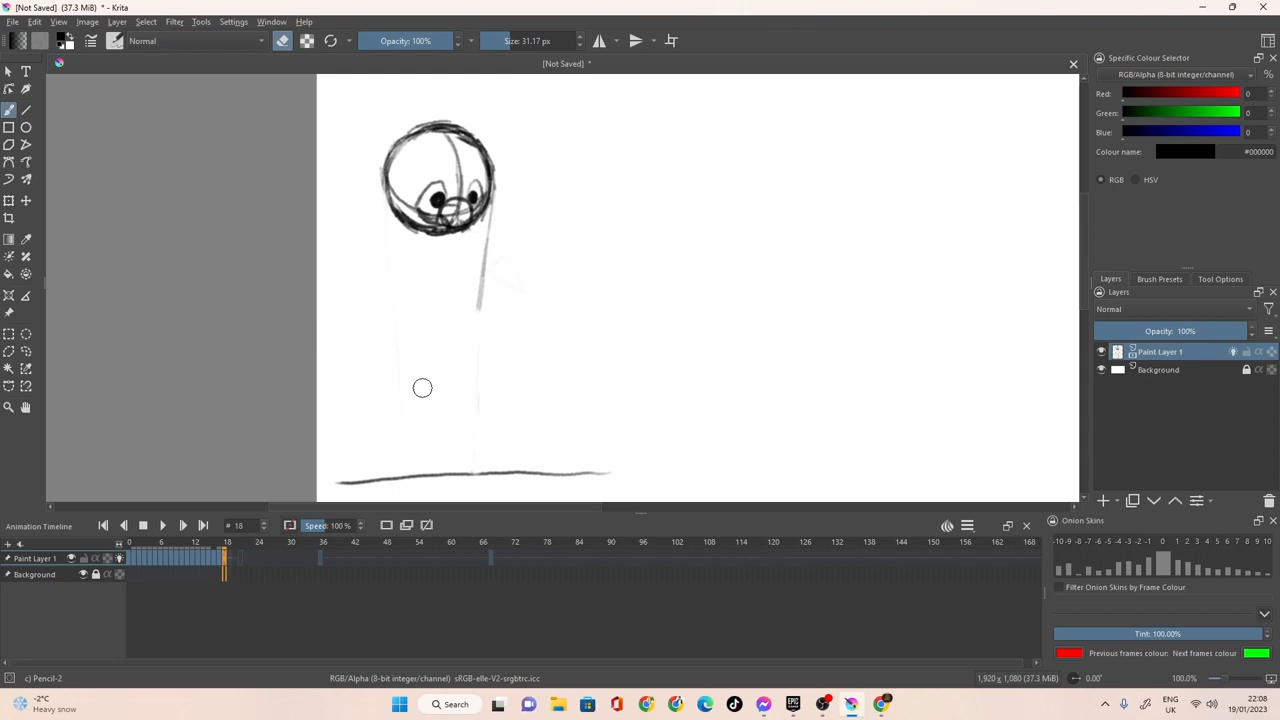 [Not Saved] (37.3 MiB) * - Krita
File Edit View Image Layer Select Filter Tools Settings Window Help
Normal Opacity: 100% Size: 31.17 px
[Not Saved] *
Specific Colour Selector
RGB/Alpha (8-bit integer/channel) %
Red: 0
Green: 0
Blue: 0
Colour name: #000000
RGB HSV
Layers Brush Presets Tool Options
Layers
Normal
Opacity: 100%
Paint Layer 1
Background
Animation Timeline # 18 Speed: 100 %
0 6 12 18 24 30 36 42 48 54 60 66 72 78 84 90 96 102 108 114 120 126 132 138 144 150 156 162 168
Paint Layer 1
Background
Onion Skins
-10 -9 -8 -7 -6 -5 -4 -3 -2 -1 0 1 2 3 4 5 6 7 8 9 10
Filter Onion Skins by Frame Colour
Tint: 100.00%
Previous frames colour: Next frames colour:
c) Pencil-2 RGB/Alpha (8-bit integer/channel) sRGB-elle-V2-srgbtrc.icc 1,920 x 1,080 (37.3 MiB) 0.00° 100.0%
-2°C
Heavy snow
Search
ENG
UK
22:08
19/01/2023